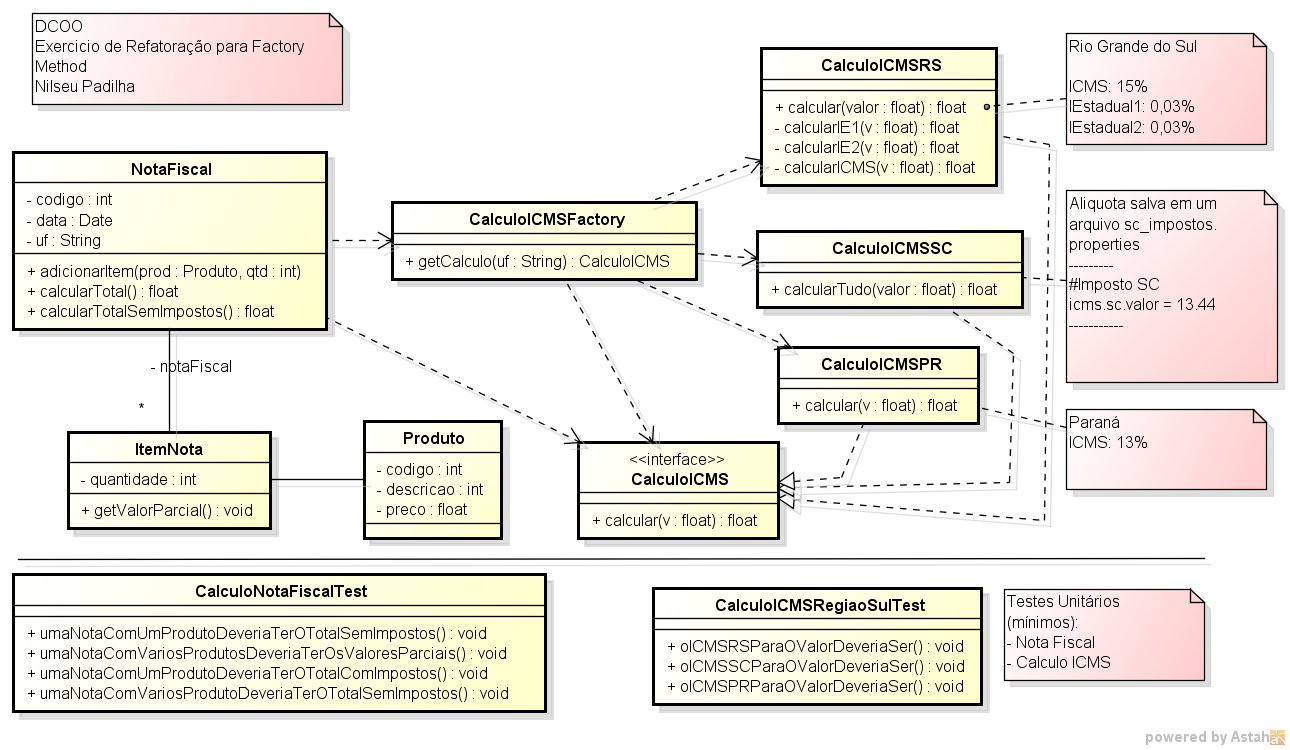 DCOO
Exercicio de Refatoração para Factory
Method
Nilseu Padilha
CalculoICMSRS
+ calcular(valor : float) : float
- calcularIE1(v : float) : float
- calcularIE2(v : float) : float
- calcularICMS(v : float) : float
Rio Grande do Sul
ICMS: 15%
IEstadual1: 0,03%
IEstadual2: 0,03%
NotaFiscal
- codigo : int
- data : Date
- uf : String
+ adicionarItem(prod : Produto, qtd : int)
+ calcularTotal() : float
+ calcularTotalSemImpostos() : float
CalculoICMSFactory
+ getCalculo(uf : String) : CalculoICMS
CalculoICMSSC
+ calcularTudo(valor : float) : float
Aliquota salva em um
arquivo sc_impostos.
properties
---------
#Imposto SC
icms.sc.valor = 13.44
-----------
CalculoICMSPR
+ calcular(v : float) : float
Paraná
ICMS: 13%
- notaFiscal
*
ItemNota
- quantidade : int
+ getValorParcial() : void
Produto
- codigo : int
- descricao : int
- preco : float
<<interface>>
CalculoICMS
+ calcular(v : float) : float
CalculoNotaFiscalTest
+ umaNotaComUmProdutoDeveriaTerOTotalSemImpostos() : void
+ umaNotaComVariosProdutosDeveriaTerOsValoresParciais() : void
+ umaNotaComUmProdutoDeveriaTerOTotalComImpostos() : void
+ umaNotaComVariosProdutoDeveriaTerOTotalSemImpostos() : void
CalculoICMSRegiaoSulTest
+ oICMSRSParaOValorDeveriaSer() : void
+ oICMSSCParaOValorDeveriaSer() : void
+ oICMSPRParaOValorDeveriaSer() : void
Testes Unitários
(mínimos):
- Nota Fiscal
- Calculo ICMS
powered by Astah